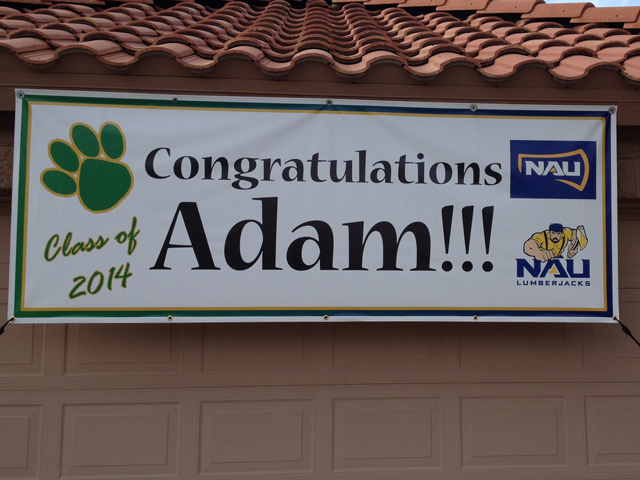 Congratulations
Adam!!!
Class of
2014
NAU
NAU
LUMBERJACKS